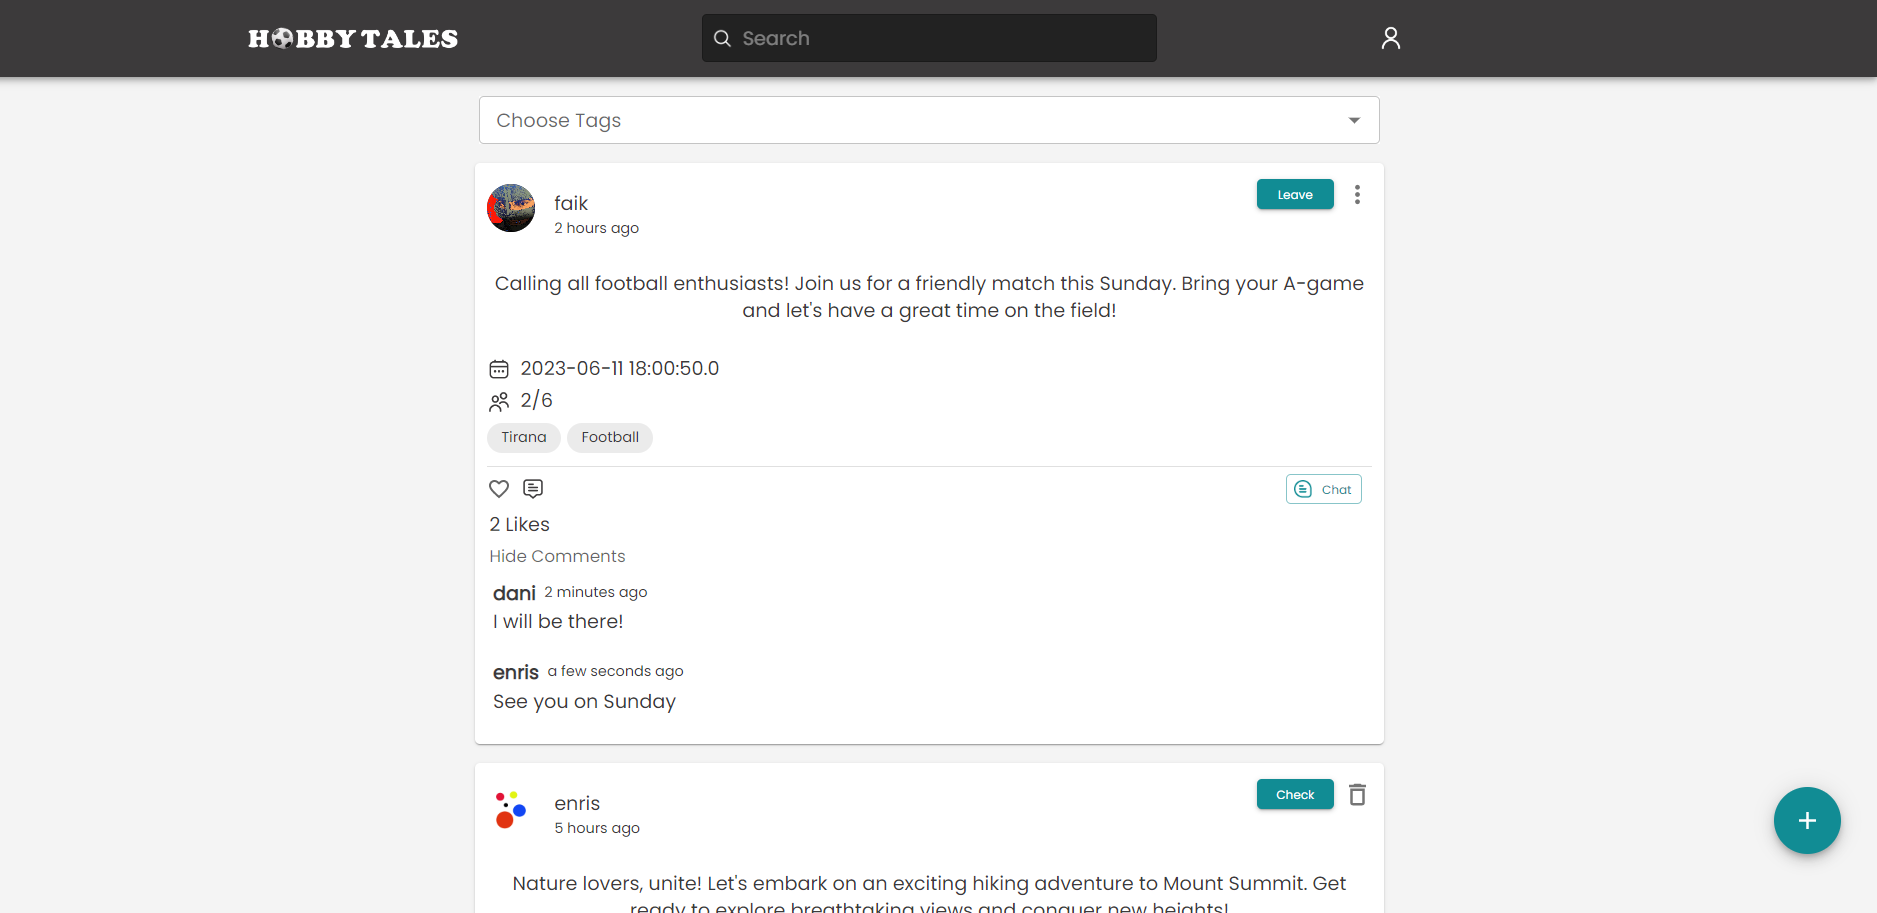 HOBBY TALES
Search
Choose Tags
faik
2 hours ago
Leave
Calling all football enthusiasts! Join us for a friendly match this Sunday. Bring your A-game
and let's have a great time on the field!
2023-06-11 18:00:50.0
2/6
Tirana Football
Chat
2 Likes
Hide Comments
dani 2 minutes ago
I will be there!
enris a few seconds ago
See you on Sunday
enris
5 hours ago
Check
Nature lovers, unite! Let's embark on an exciting hiking adventure to Mount Summit. Get
ready to explore breathtaking views and conquer new heights!